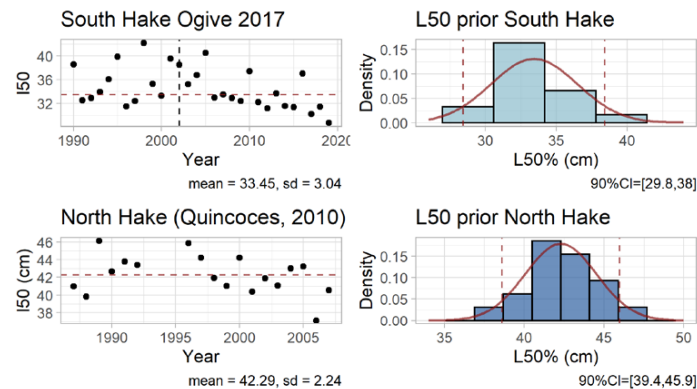 South Hake Ogive 2017
l50
40
36
32
1990
2000
2010
2020
Year
mean = 33.45, sd = 3.04
L50 prior South Hake
Density
0.15
0.10
0.05
0.00
30
35
40
L50% (cm)
90%CI=[29.8,38]
North Hake (Quincoces, 2010)
l50 (cm)
46
44
42
40
38
1990
1995
2000
2005
Year
mean = 42.29, sd = 2.24
L50 prior North Hake
Density
0.15
0.10
0.05
0.00
35
40
45
50
L50% (cm)
90%CI=[39.4,45.9]